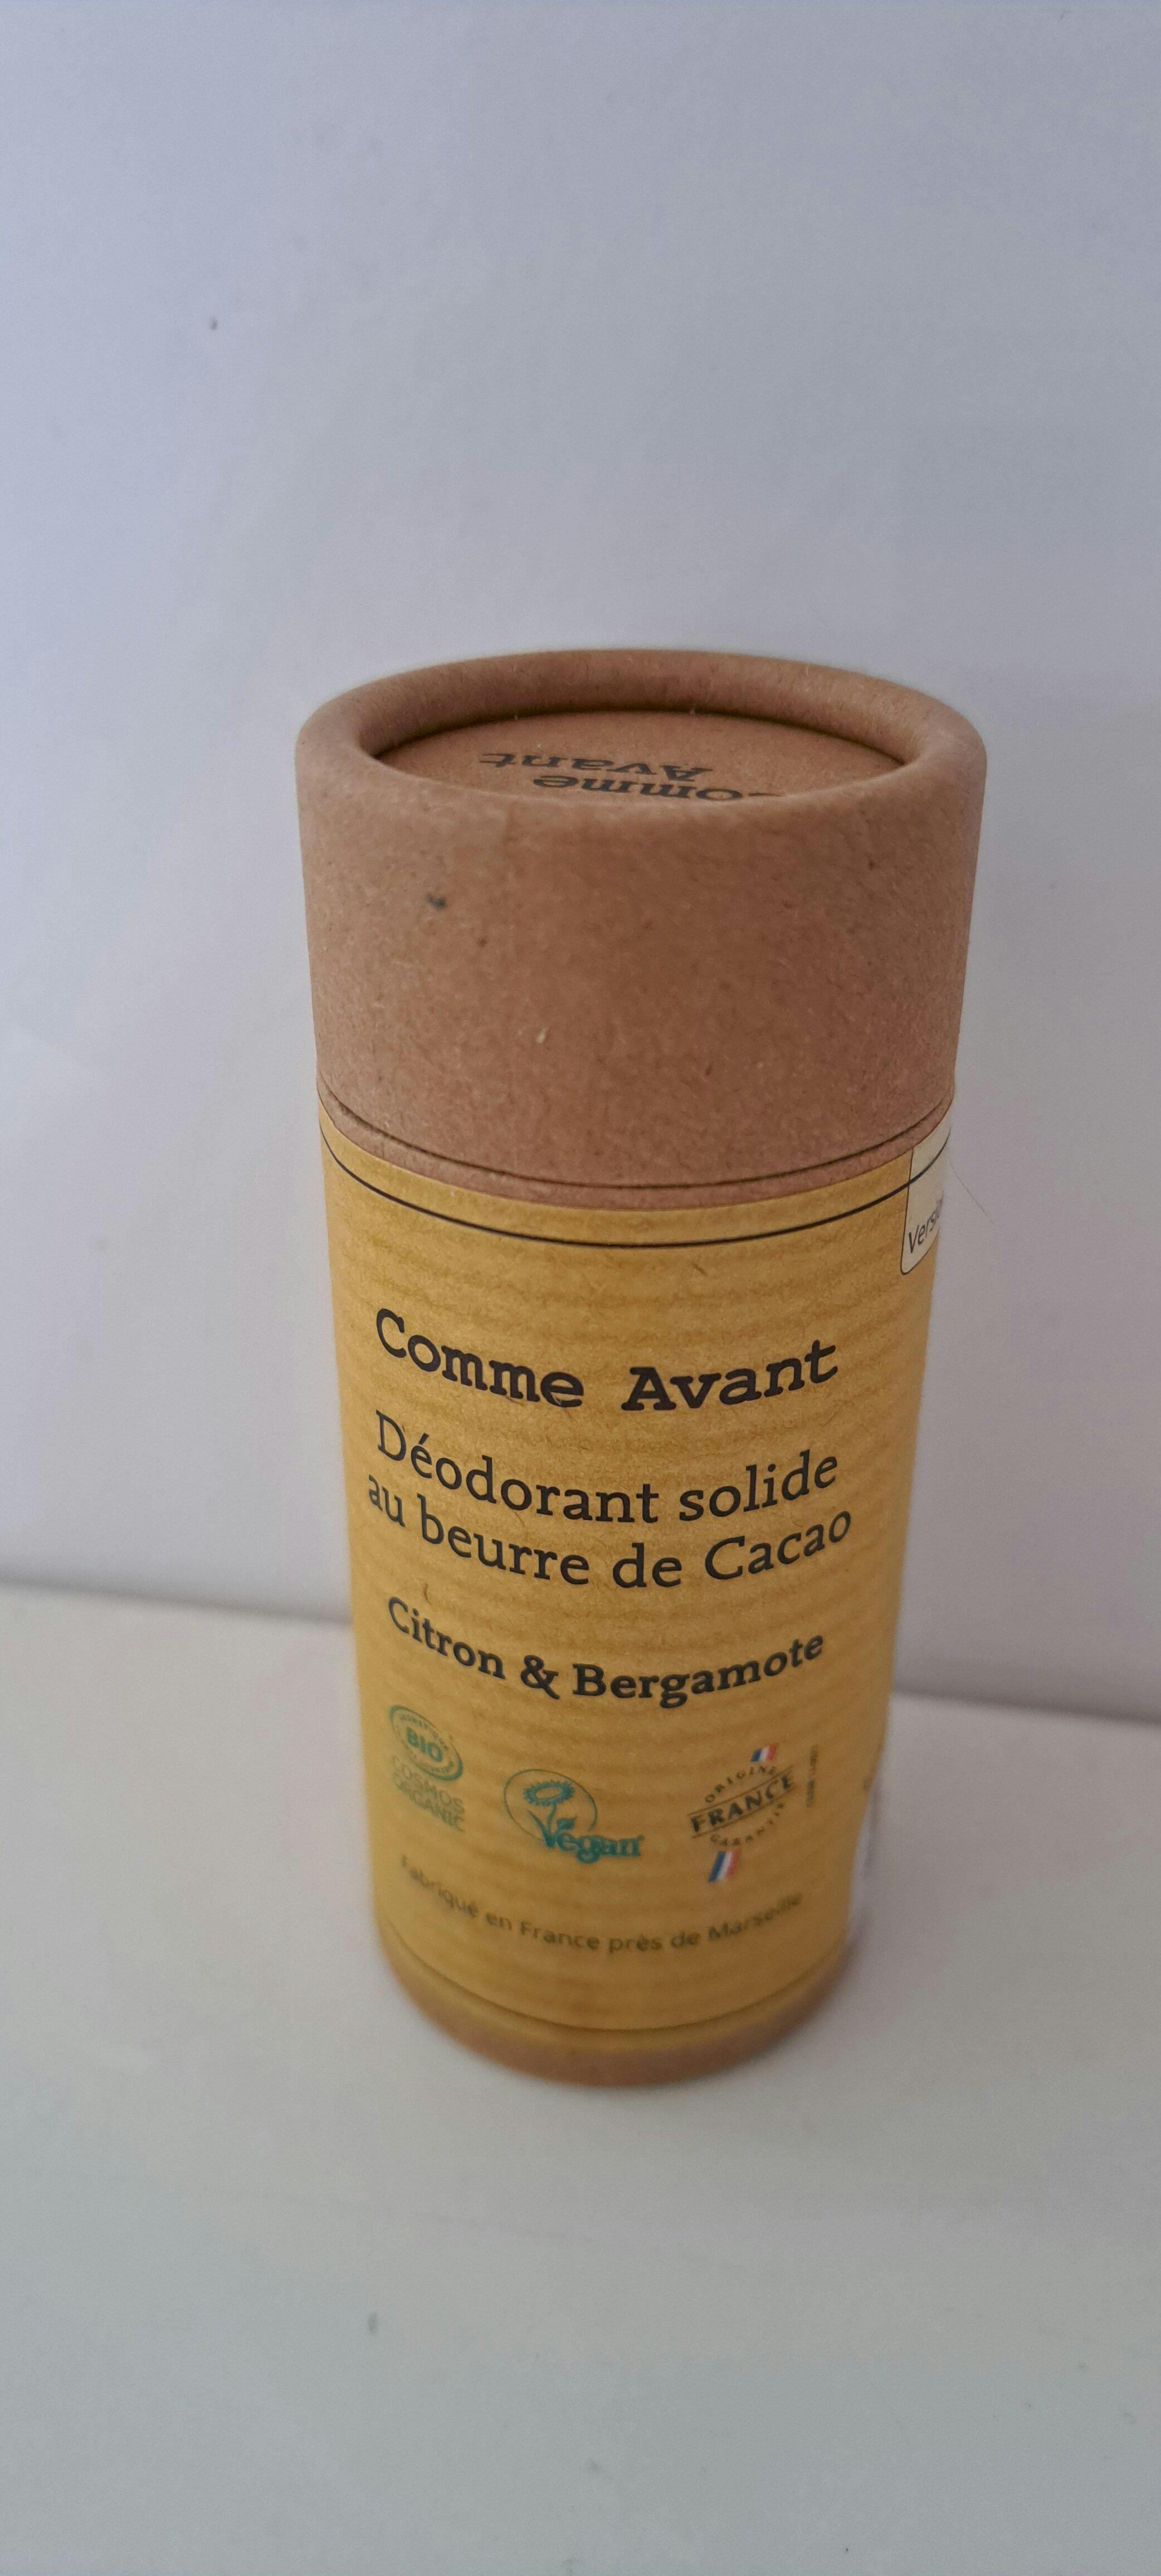 Comme
Avant
Versi
Comme Avant
Déodorant solide
au beurre de Cacao
Citron & Bergamote
BIO
COSMOS
ORGANIC
Vegan
ORIGINE
FRANCE
GARANTIE
Fabriqué en France près de Marseille